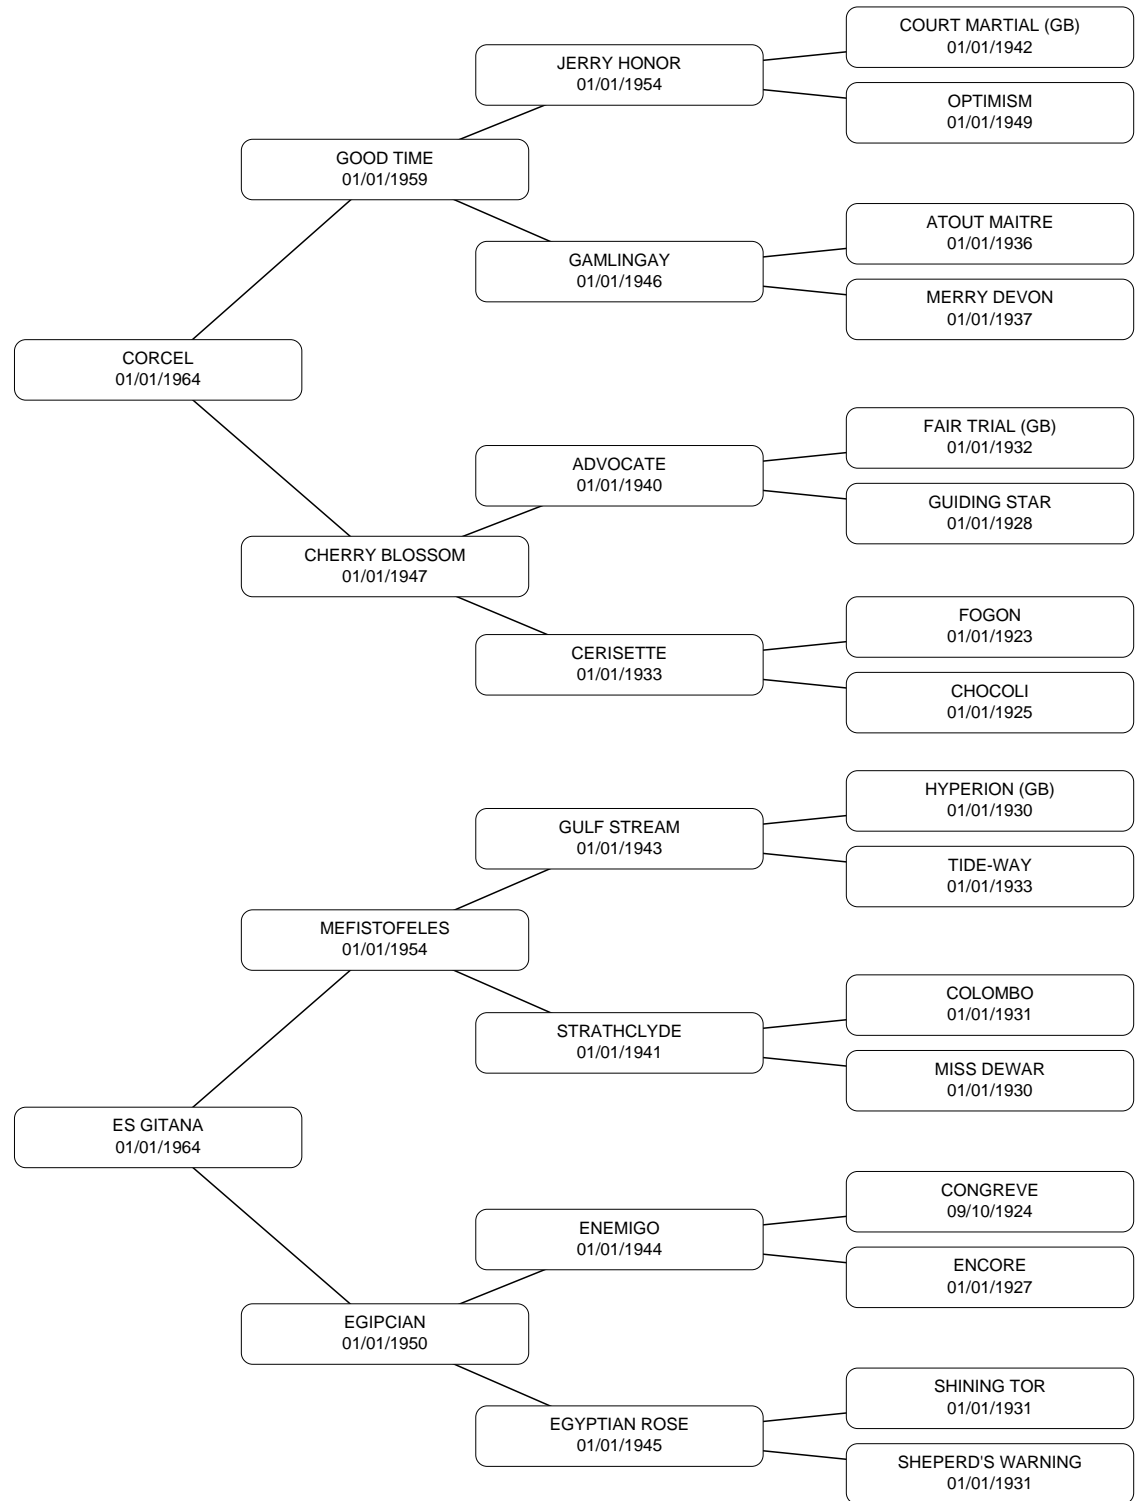 COURT MARTIAL (GB)
01/01/1942
JERRY HONOR
01/01/1954
OPTIMISM
01/01/1949
GOOD TIME
01/01/1959
ATOUT MAITRE
01/01/1936
GAMLINGAY
01/01/1946
MERRY DEVON
01/01/1937
CORCEL
01/01/1964
FAIR TRIAL (GB)
01/01/1932
ADVOCATE
01/01/1940
GUIDING STAR
01/01/1928
CHERRY BLOSSOM
01/01/1947
FOGON
01/01/1923
CERISETTE
01/01/1933
CHOCOLI
01/01/1925
HYPERION (GB)
01/01/1930
GULF STREAM
01/01/1943
TIDE-WAY
01/01/1933
MEFISTOFELES
01/01/1954
COLOMBO
01/01/1931
STRATHCLYDE
01/01/1941
MISS DEWAR
01/01/1930
ES GITANA
01/01/1964
CONGREVE
09/10/1924
ENEMIGO
01/01/1944
ENCORE
01/01/1927
EGIPCIAN
01/01/1950
SHINING TOR
01/01/1931
EGYPTIAN ROSE
01/01/1945
SHEPERD'S WARNING
01/01/1931